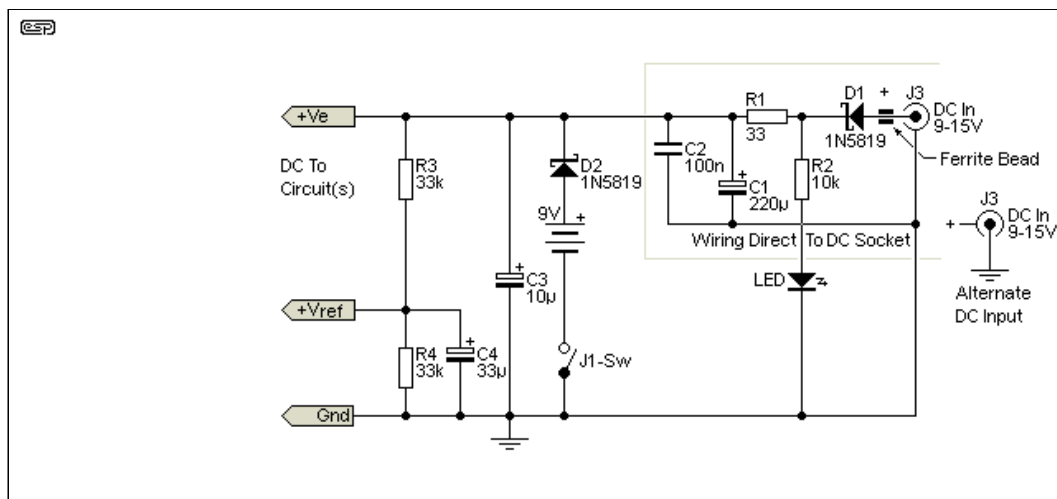 esp
+Ve
DC To
Circuit(s)
R3
33k
D2
1N5819
9V
+
C2
100n
R1
33
+
C1
220µ
D1
+
1N5819
J3
DC In
9-15V
Ferrite Bead
R2
10k
Wiring Direct To DC Socket
+
J3
DC In
9-15V
Alternate
DC Input
LED
+
C3
10µ
+Vref
R4
33k
+
C4
33µ
J1-Sw
Gnd